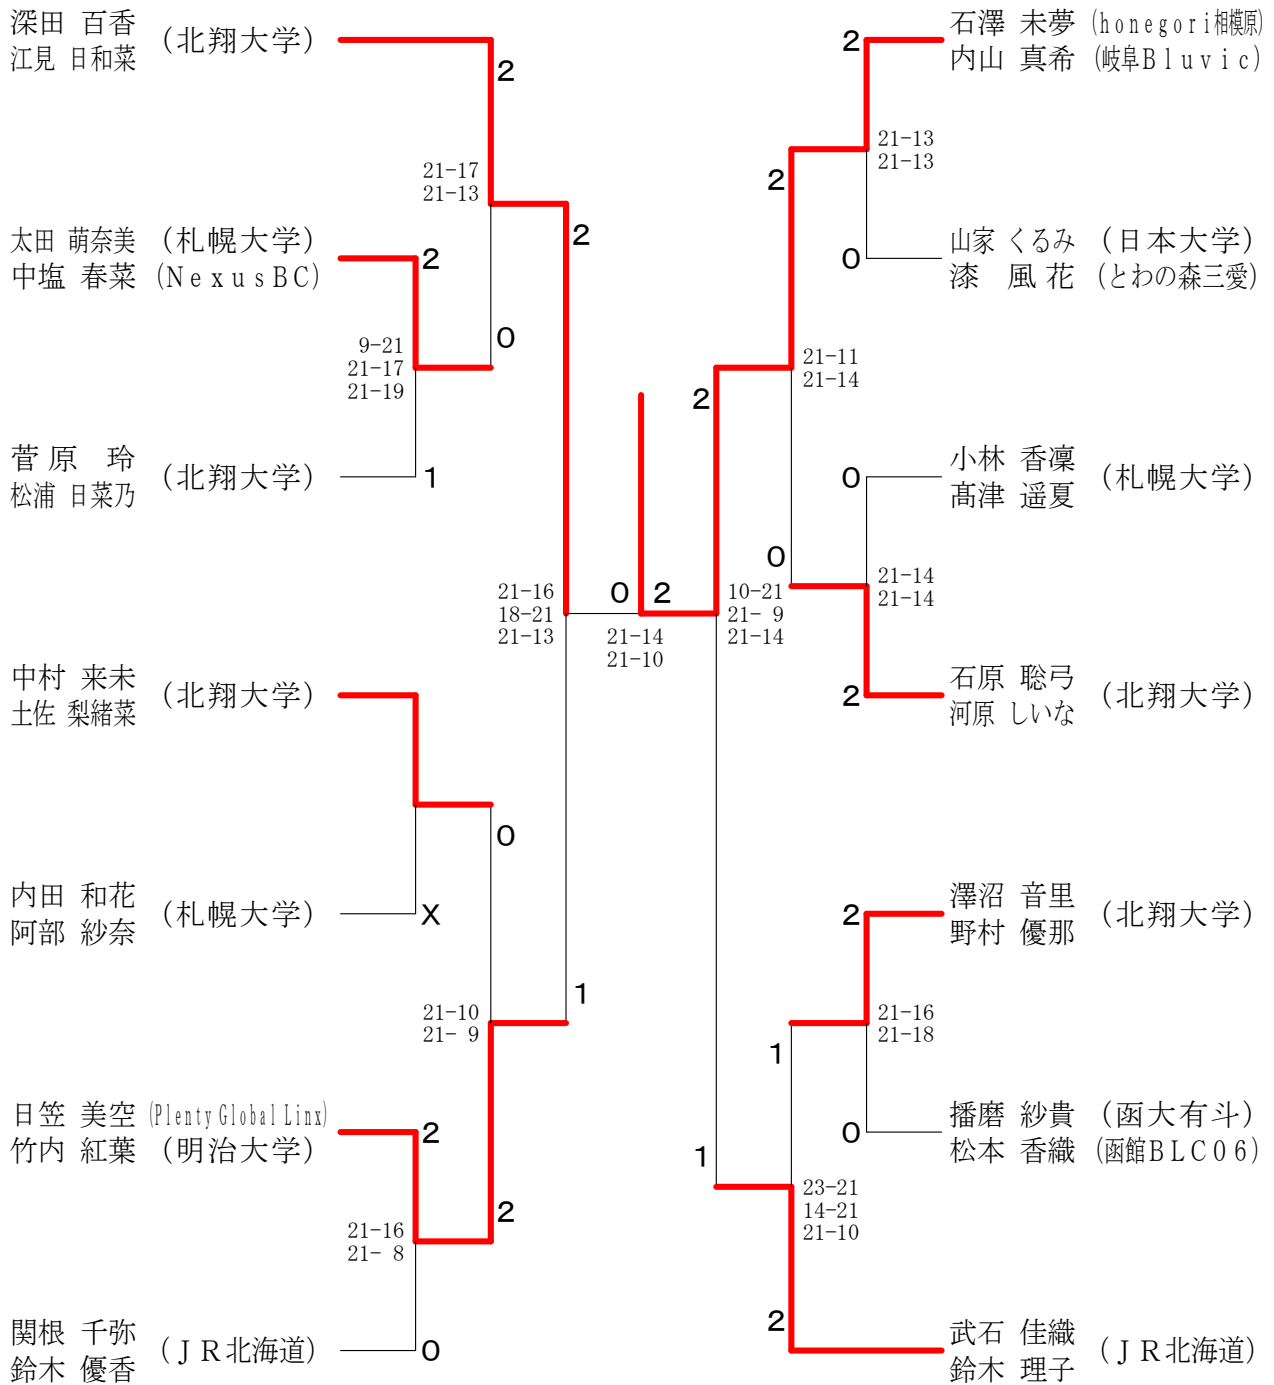 深田 百香 (北翔大学)
江見 日和菜
2
21-17
21-13
太田 萌奈美 (札幌大学)
中塩 春菜 (NexusBC)
2
2
0
9-21
21-17
21-19
菅原 玲 (北翔大学)
松浦 日菜乃
1
21-16
18-21
21-13
中村 来未 (北翔大学)
土佐 梨緒菜
0
内田 和花 (札幌大学)
阿部 紗奈
X
1
21-10
21- 9
日笠 美空 (Plenty Global Linx)
竹内 紅葉 (明治大学)
2
2
21-16
21- 8
関根 千弥 (JR北海道)
鈴木 優香
0
0 2
21-14
21-10
2
石澤 未夢 (honegori相模原)
内山 真希 (岐阜Bluvic)
21-13
21-13
2
0
山家 くるみ (日本大学)
漆 風花 (とわの森三愛)
21-11
21-14
2
0
小林 香凜 (札幌大学)
髙津 遥夏
0
21-14
21-14
10-21
21- 9
21-14
2
石原 聡弓 (北翔大学)
河原 しいな
2
澤沼 音里 (北翔大学)
野村 優那
21-16
21-18
1
0
播磨 紗貴 (函大有斗)
松本 香織 (函館BLC06)
1
23-21
14-21
21-10
2
武石 佳織 (JR北海道)
鈴木 理子